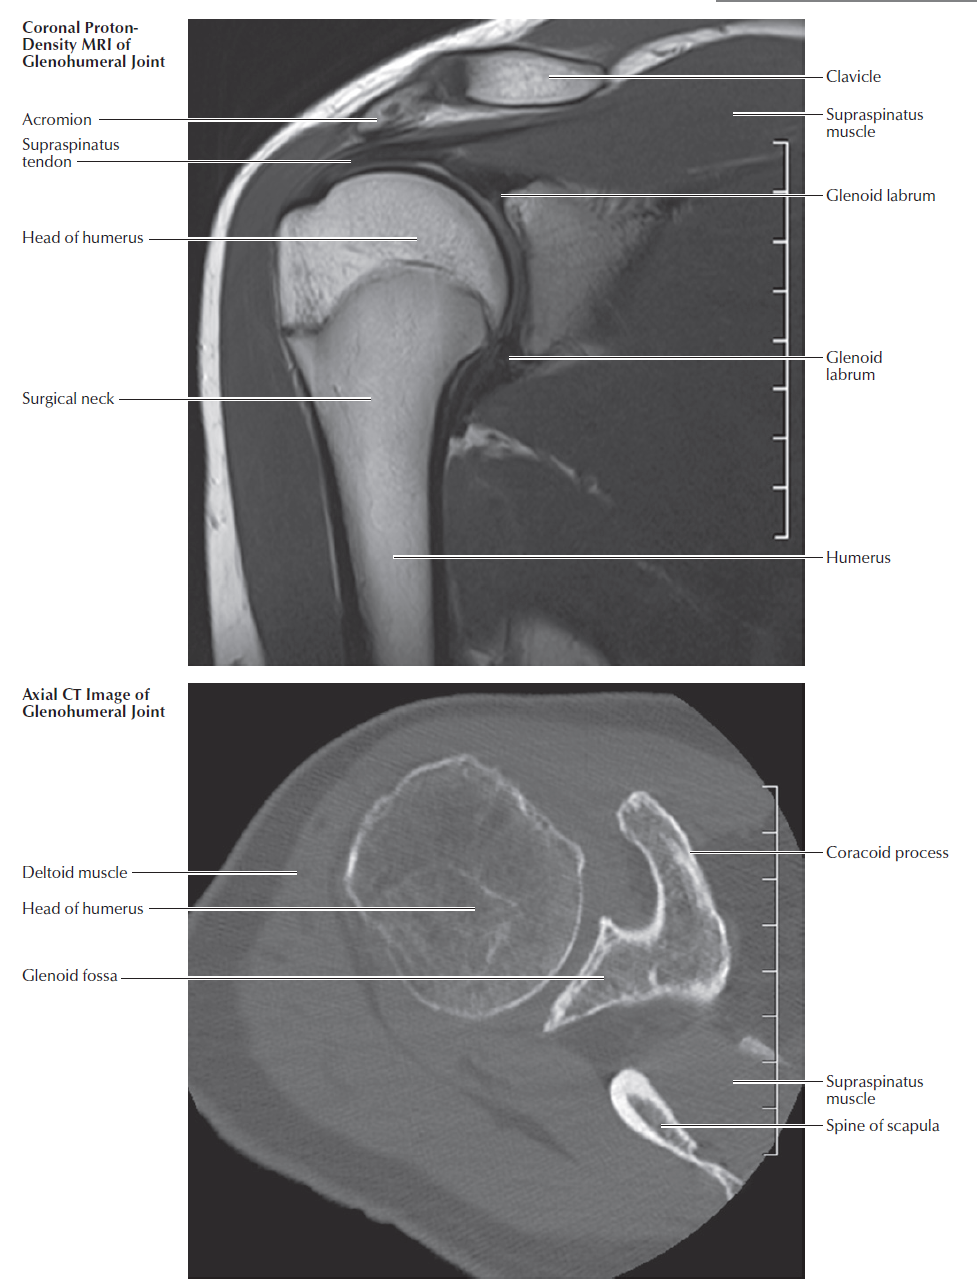 Coronal Proton-
Density MRI of
Glenohumeral Joint
Clavicle
Acromion
Supraspinatus
muscle
Supraspinatus
tendon
Glenoid labrum
Head of humerus
Glenoid
labrum
Surgical neck
Humerus
Axial CT Image of
Glenohumeral Joint
Coracoid process
Deltoid muscle
Head of humerus
Glenoid fossa
Supraspinatus
muscle
Spine of scapula